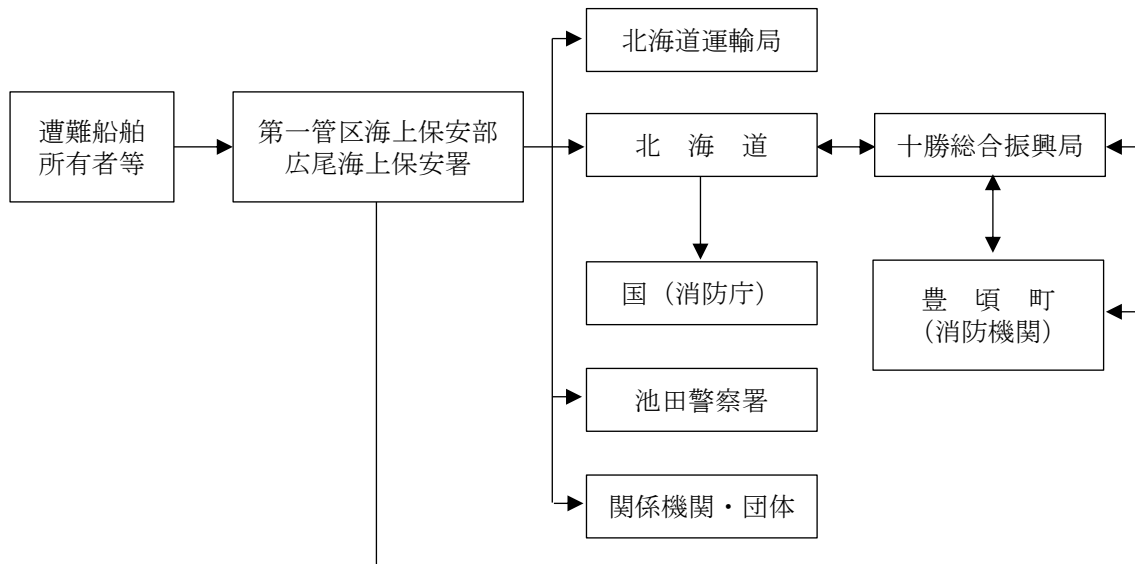 北海道運輸局
遭難船舶
所有者等
第一管区海上保安部
広尾海上保安署
北　海　道
十勝総合振興局
国（消防庁）
豊　頃　町
（消防機関）
池田警察署
関係機関・団体